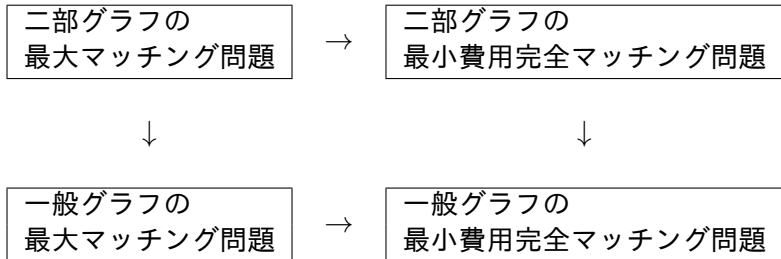 二部グラフの
最大マッチング問題
→
二部グラフの
最小費用完全マッチング問題
↓
↓
一般グラフの
最大マッチング問題
→
一般グラフの
最小費用完全マッチング問題